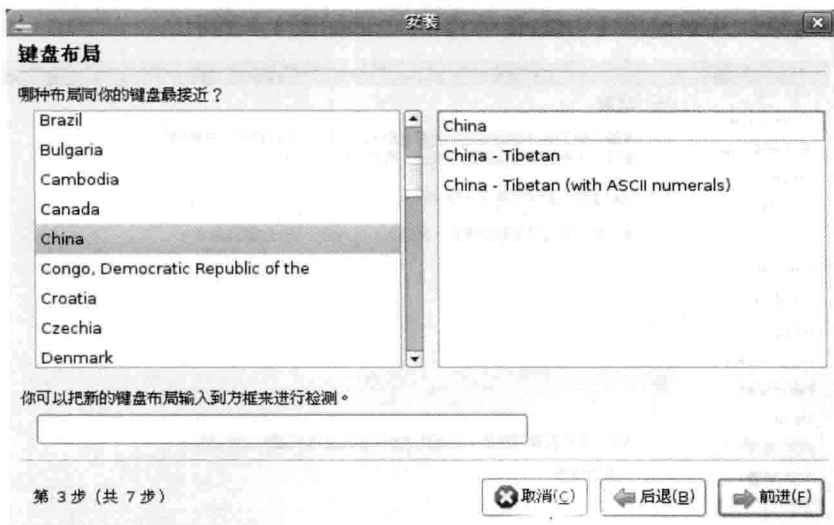 安装
键盘布局
哪种布局同你的键盘最接近？
Brazil
Bulgaria
Cambodia
Canada
China
Congo, Democratic Republic of the
Croatia
Czechia
Denmark
China
China - Tibetan
China - Tibetan (with ASCII numerals)
你可以把新的键盘布局输入到方框来进行检测。
第 3 步 (共 7 步)
取消(C)
后退(B)
前进(F)